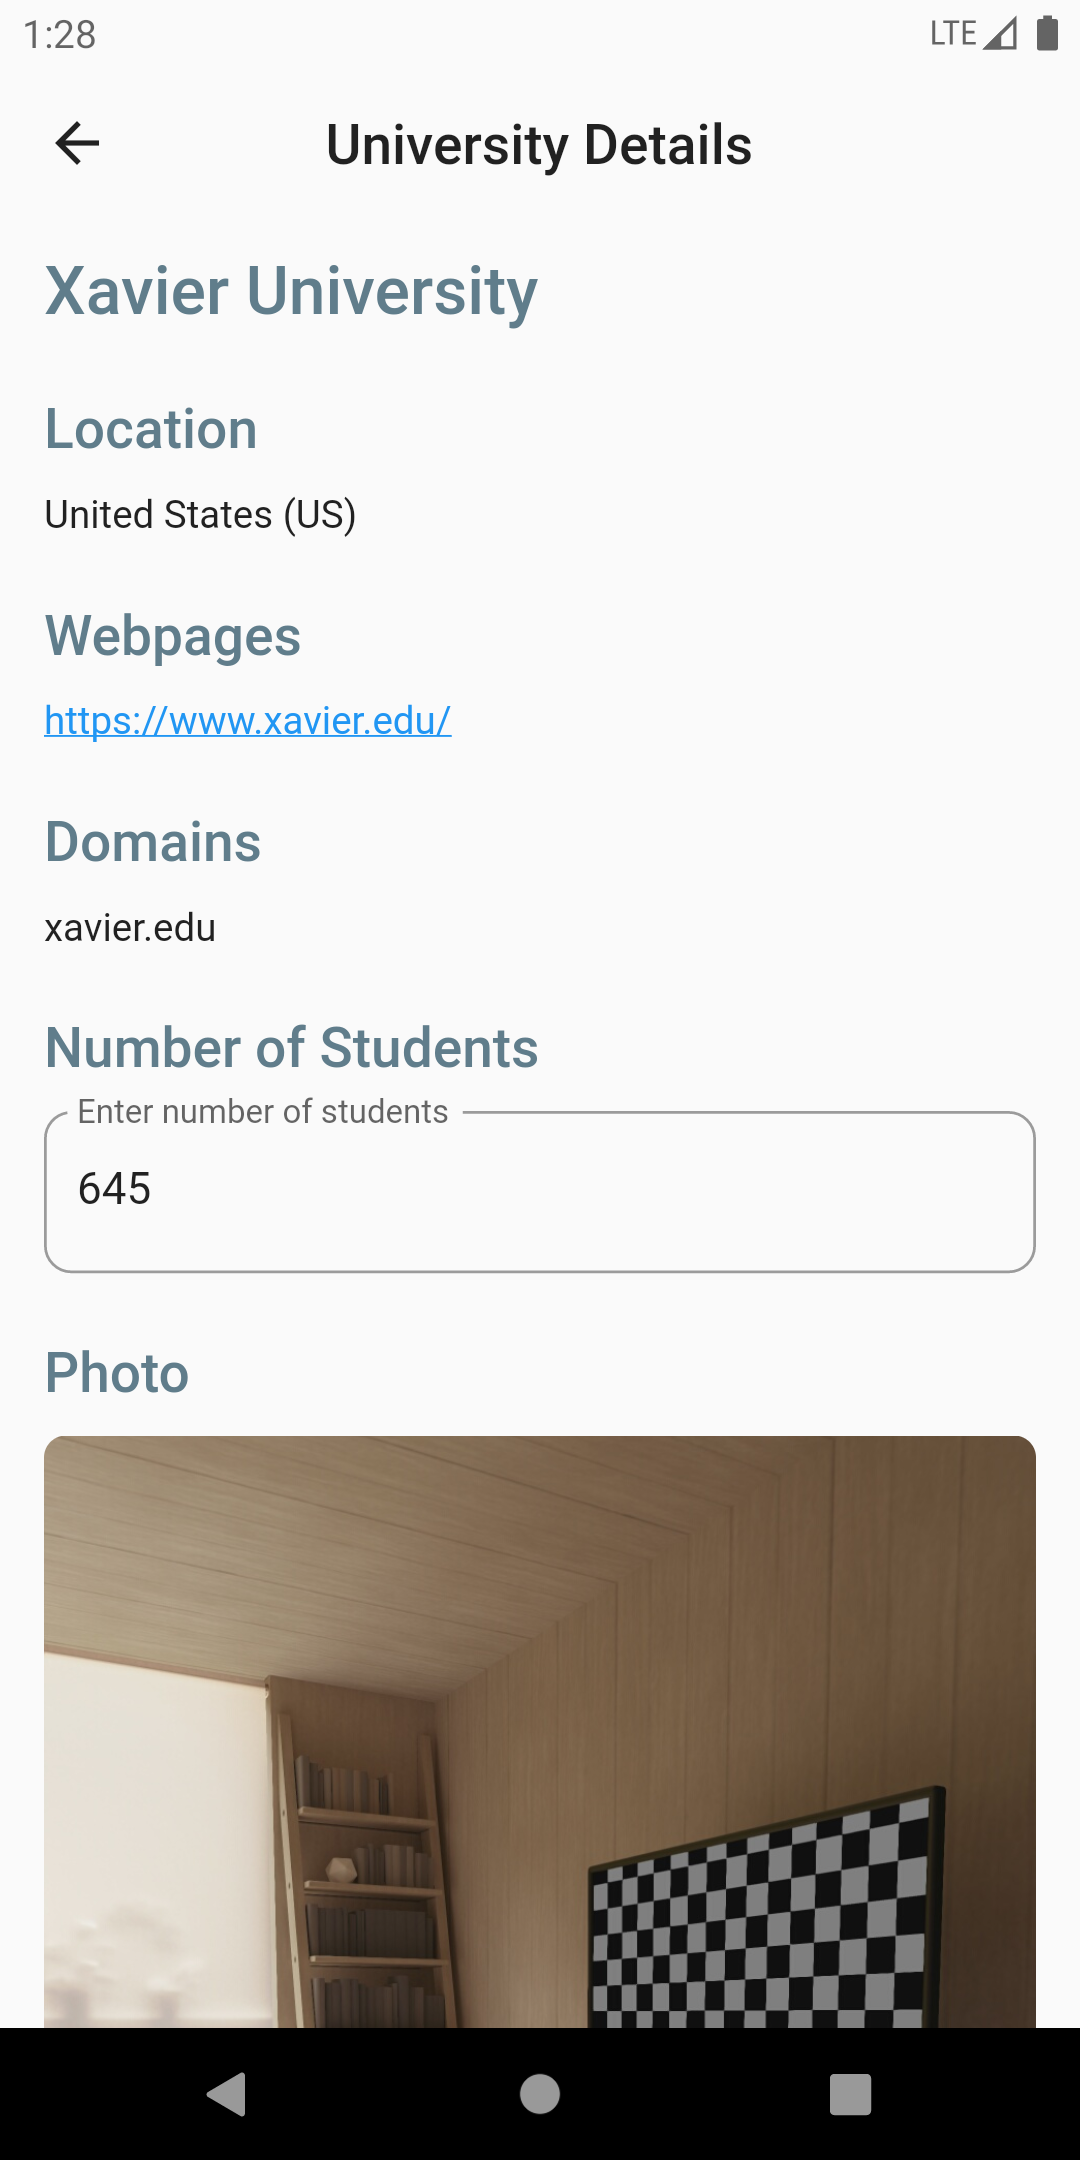 1:28
LTE
University Details
Xavier University
Location
United States (US)
Webpages
https://www.xavier.edu/
Domains
xavier.edu
Number of Students
Enter number of students
645
Photo